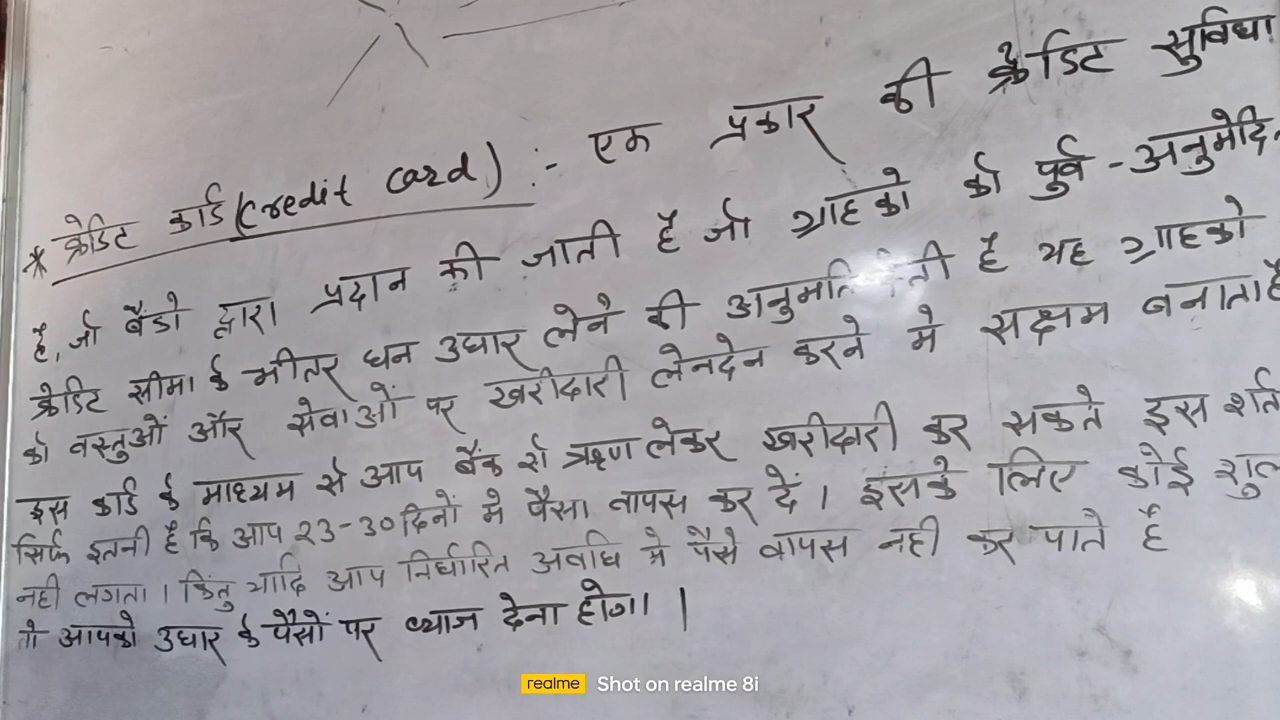 * क्रेडिट कार्ड (Credit Card) :- एक प्रकार की क्रैडिट सुविधा
है, जो बैंडो द्वारा प्रदान की जाती है जो ग्राहको को पुर्व - अनुमोदि
क्रेडिट सीमा के भीतर धन उधार लेने की अनुमति है यह ग्राहको
को वस्तुओं और सेवाओं पर खरीदारी लेनदेन करने मे सक्षम बनाता है
इस कार्ड के माध्यम से आप बैंक से ऋण लेकर खरीदारी कर सकते इस शर्त
सिर्फ इतनी है कि आप 23-30 दिनों मे पैसा वापस कर दें। इसके लिए कोई शुल
नही लगता। किंतु यादि आप निर्धारित अवधि मे पैसे वापस नही कर पाते है
तो आपको उधार के पैसों पर ब्याज देना होगा।
realme Shot on realme 8i